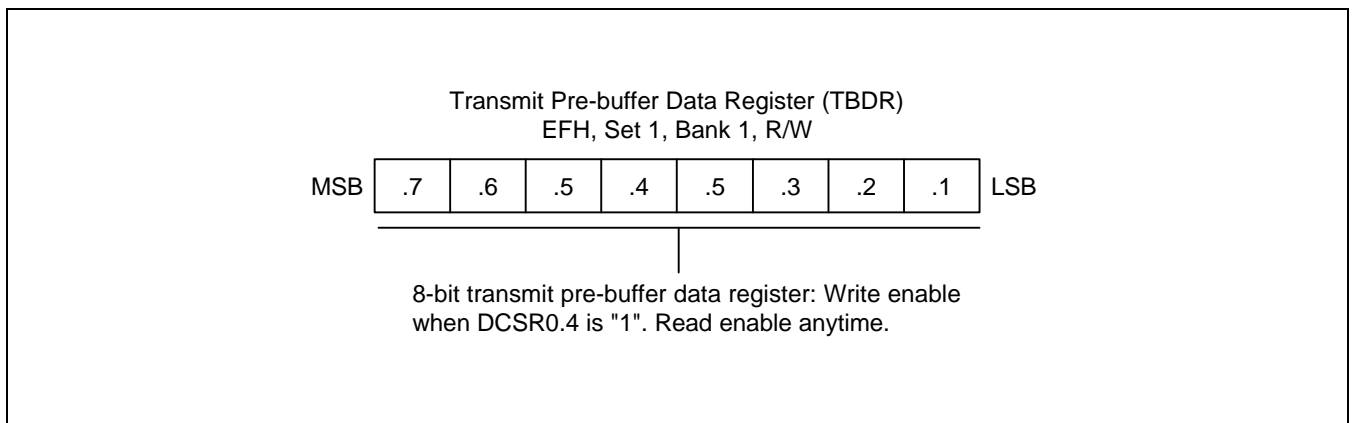 Transmit Pre-buffer Data Register (TBDR)
EFH, Set 1, Bank 1, R/W
MSB .7 .6 .5 .4 .5 .3 .2 .1 LSB
8-bit transmit pre-buffer data register: Write enable
when DCSR0.4 is "1". Read enable anytime.